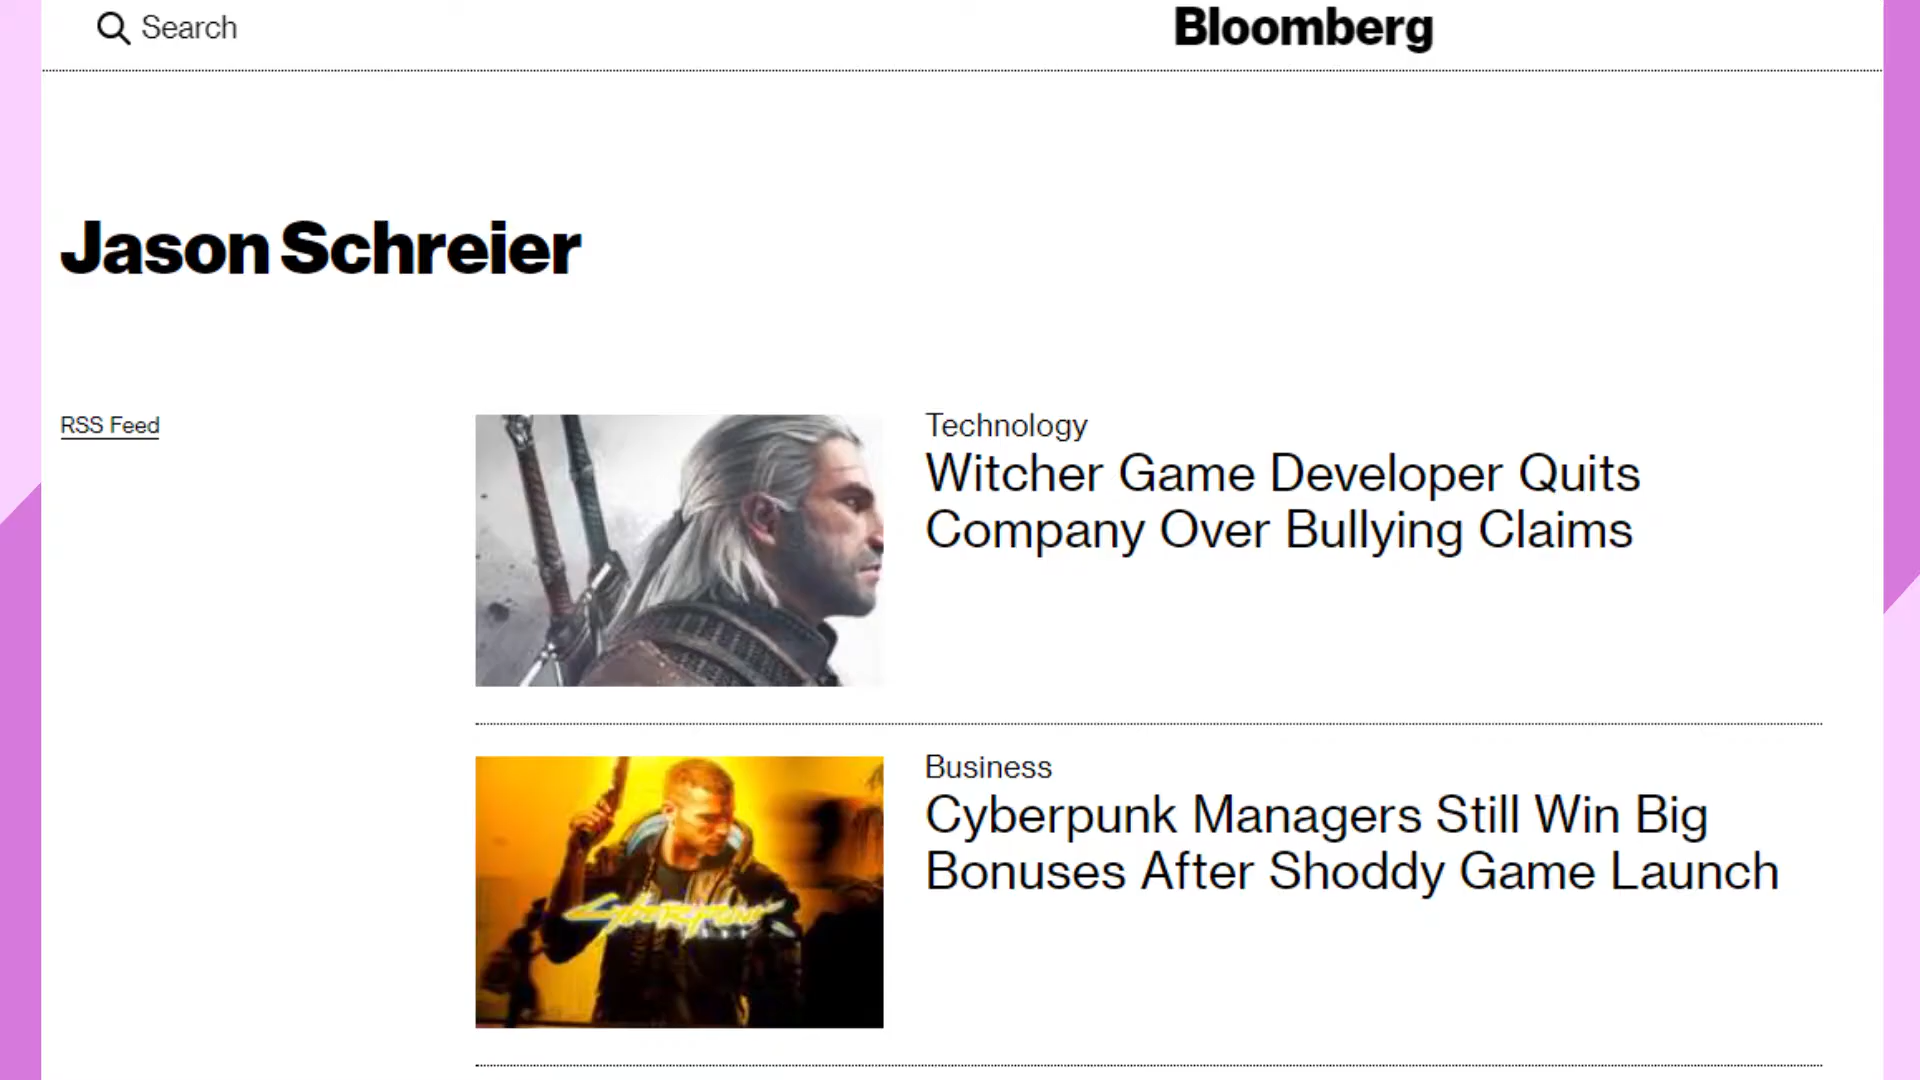 Search
Bloomberg
Jason Schreier
RSS Feed
Technology
Witcher Game Developer Quits
Company Over Bullying Claims
Business
Cyberpunk Managers Still Win Big
Bonuses After Shoddy Game Launch
CYBERPUNK